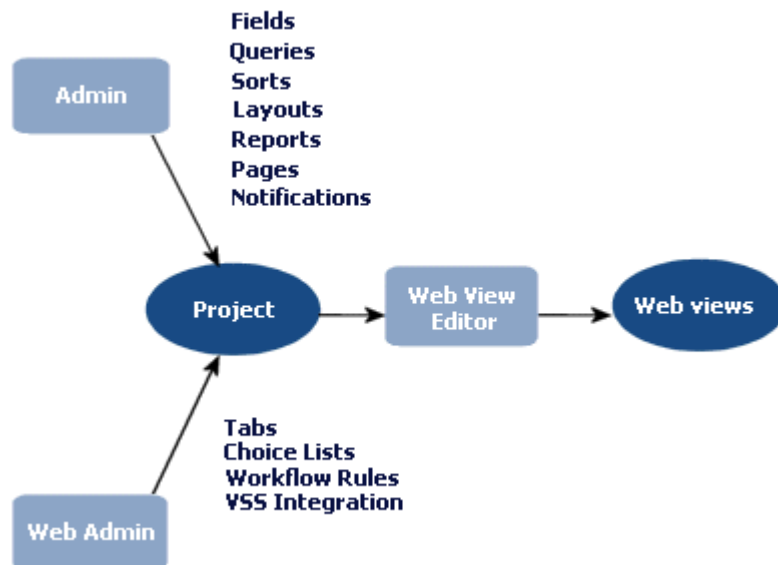 Fields
Queries
Sorts
Layouts
Reports
Pages
Notifications
Admin
Project
Web View
Editor
Web views
Tabs
Choice Lists
Workflow Rules
VSS Integration
Web Admin